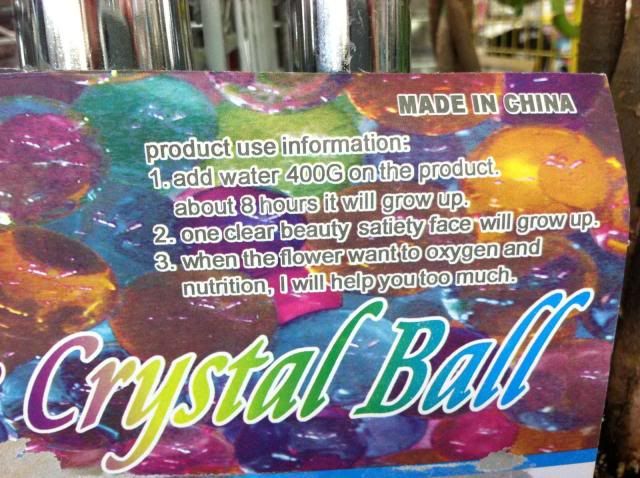 MADE IN CHINA
product use information:
1. add water 400G on the product.
about 8 hours it will grow up.
2. one clear beauty satiety face will grow up.
3. when the flower want to oxygen and
nutrition, I will help you too much.
Crystal Ball